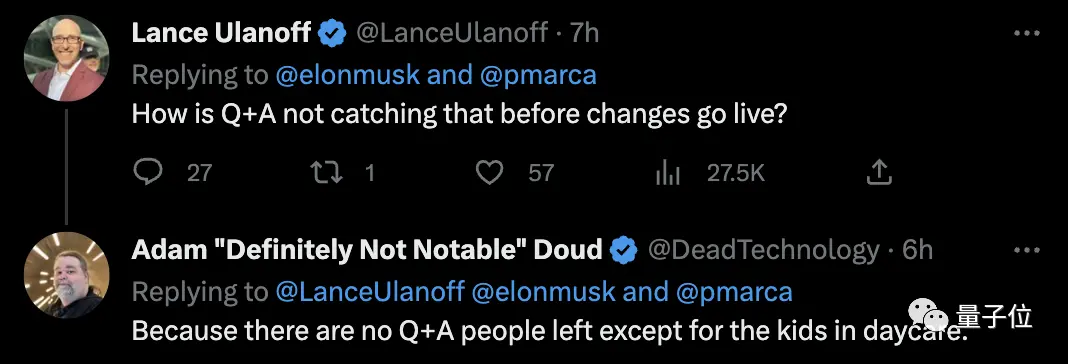 Lance Ulanoff @LanceUlanoff · 7h
Replying to @elonmusk and @pmarca
How is Q+A not catching that before changes go live?
27 1 57 27.5K
Adam "Definitely Not Notable" Doud @DeadTechnology · 6h
Replying to @LanceUlanoff @elonmusk and @pmarca
Because there are no Q+A people left except for the kids in daycare.
量子位